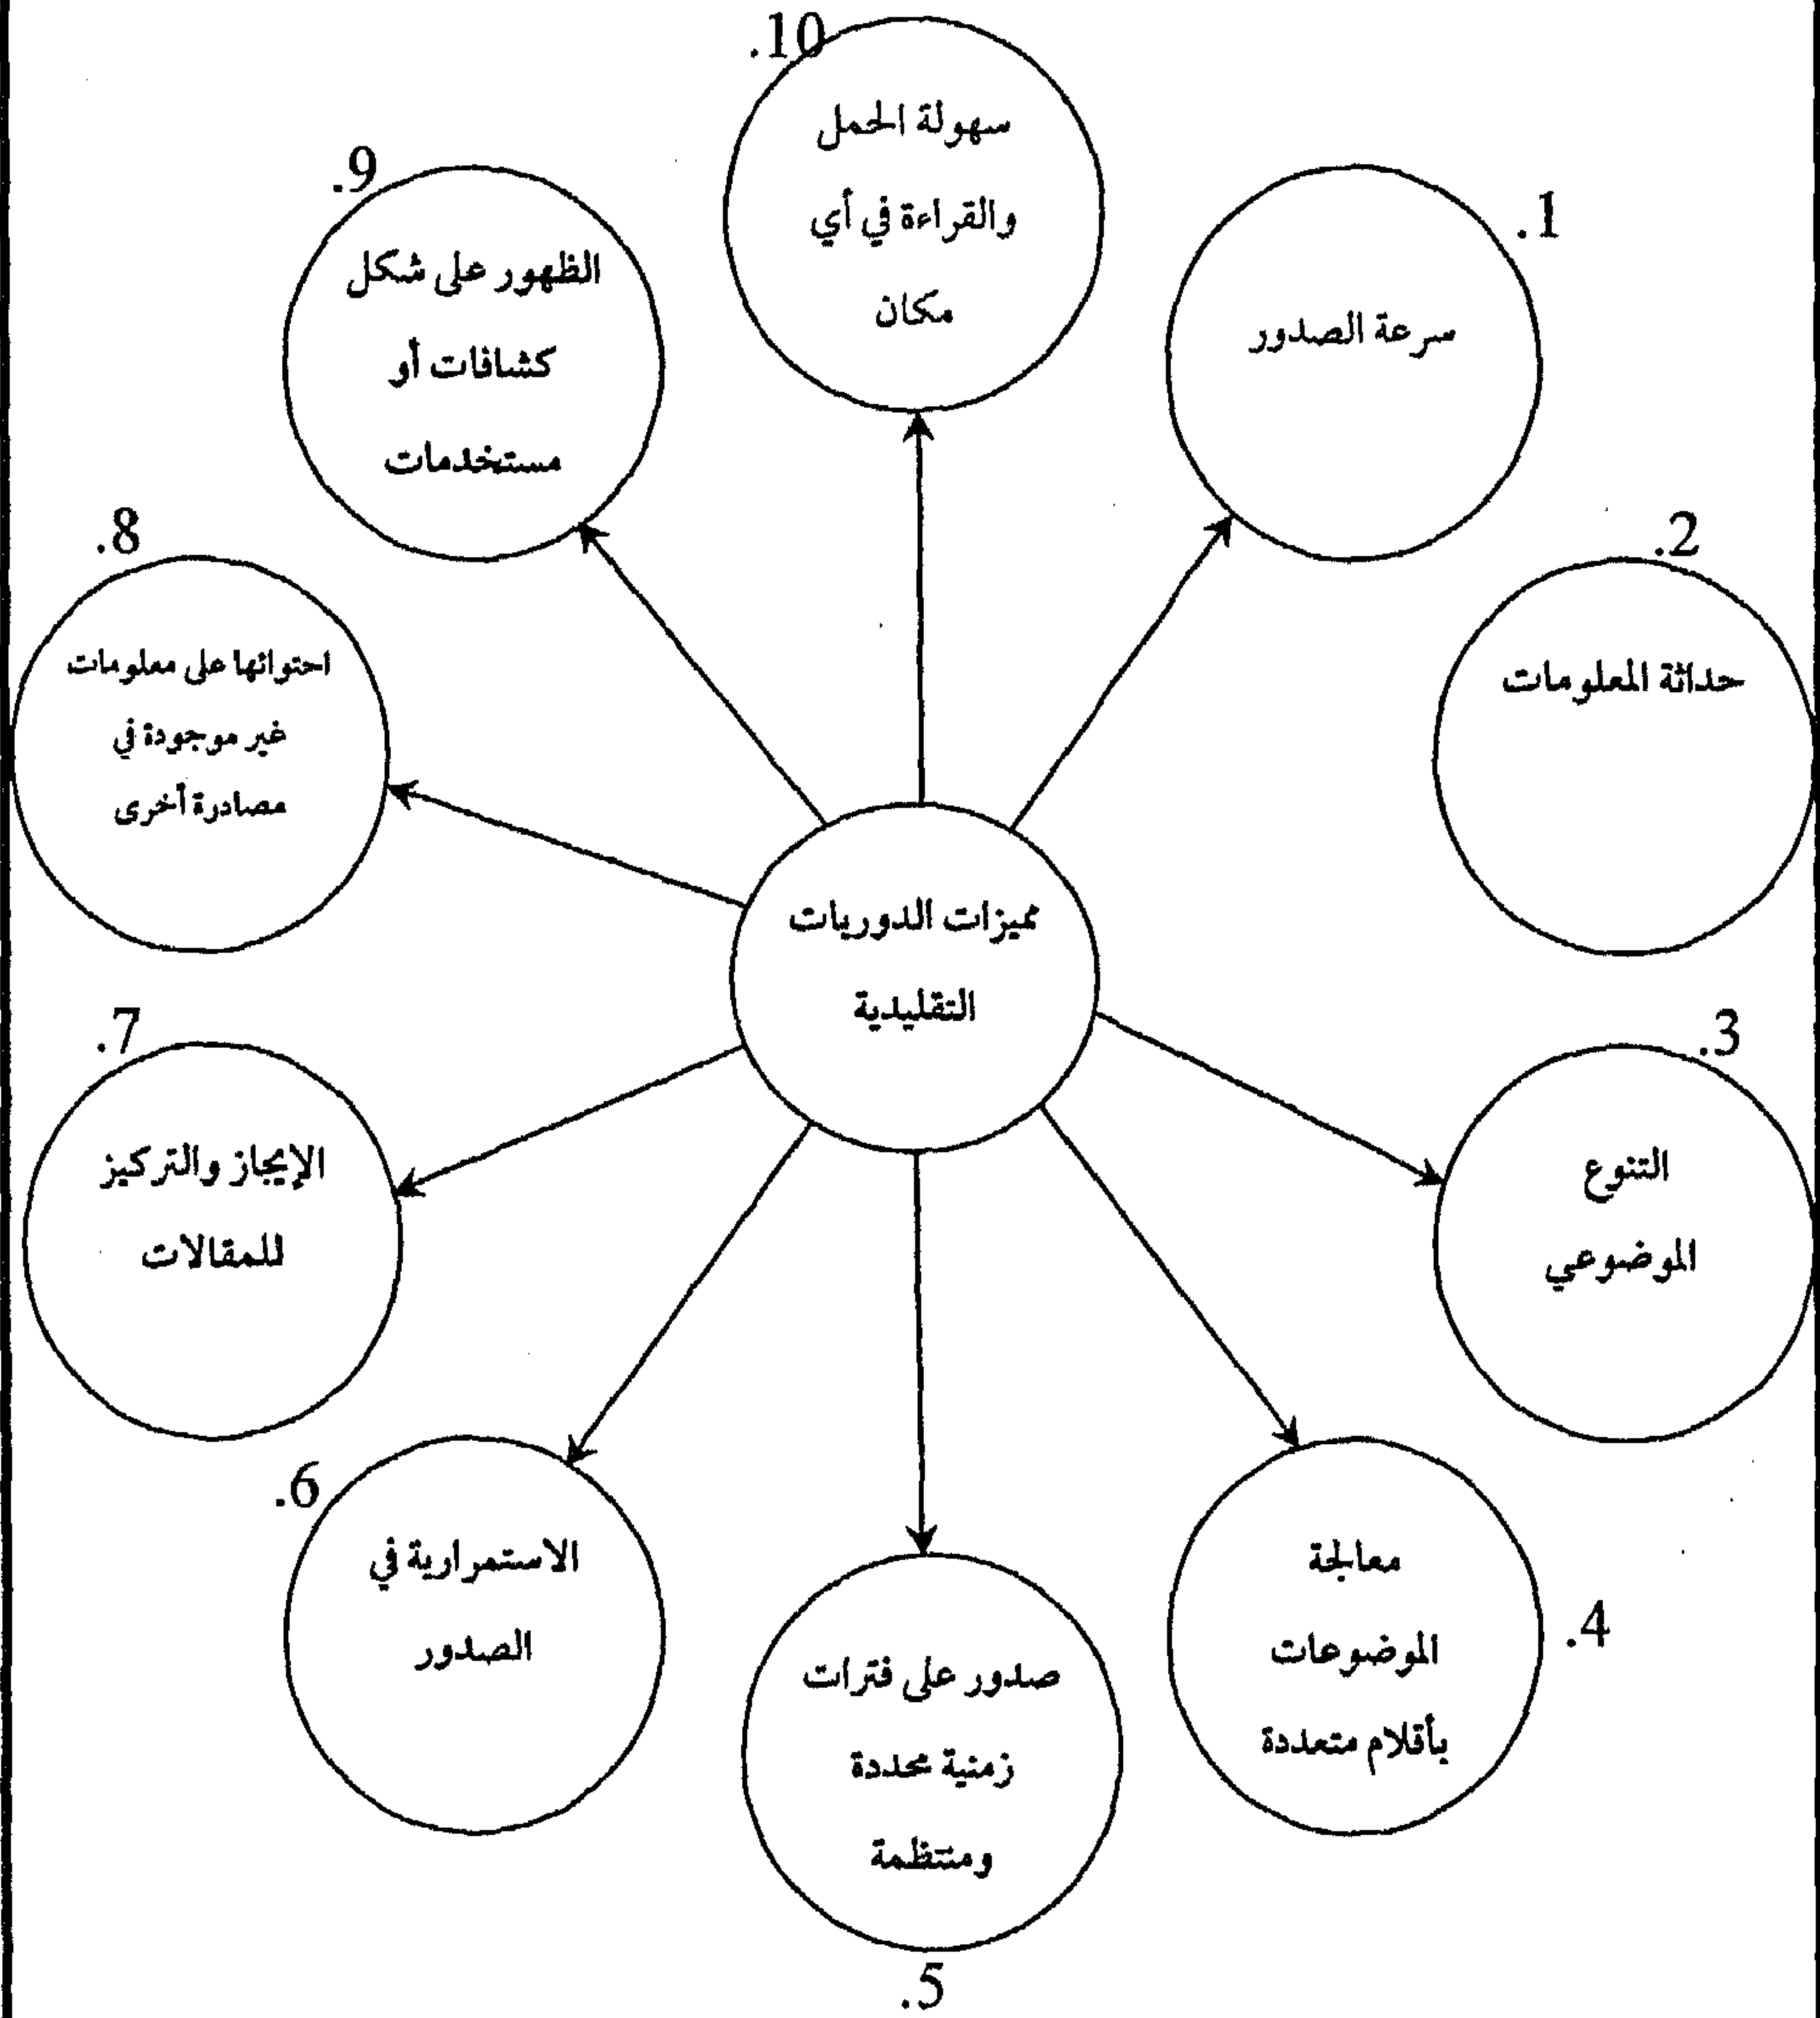 مميزات الدوريات
التقليدية
.1
سرعة الصدور
.2
حداثة المعلومات
.3
التنوع
الموضوعي
.4
معالجة
الموضوعات
بأقلام متعددة
.5
صدور على فترات
زمنية محددة
ومنتظمة
.6
الاستمرارية في
الصدور
.7
الإيجاز والتركيز
للمقالات
.8
احتوائها على معلومات
غير موجودة في
مصادرة أخرى
.9
الظهور على شكل
كشافات أو
مستخدمات
.10
سهولة الحمل
والقراءة في أي
مكان